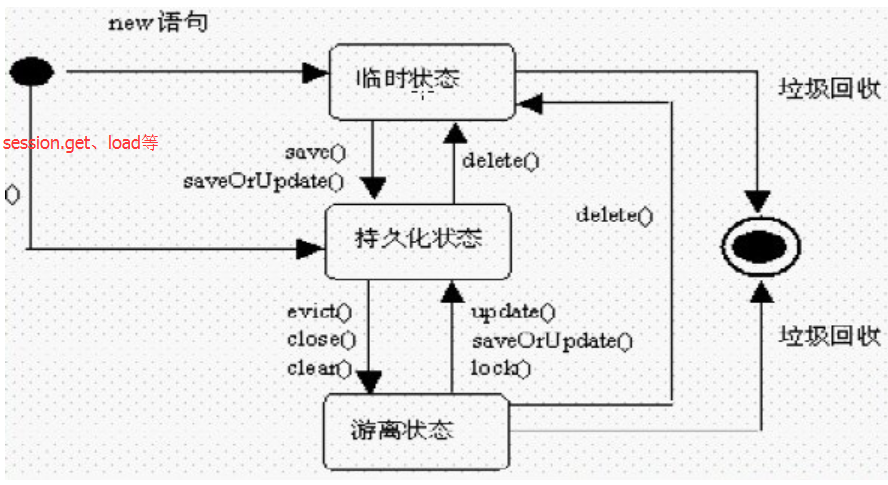 new语句
临时状态
垃圾回收
session.get、load等
save()
saveOrUpdate()
delete()
()
delete()
持久化状态
evict()
close()
clear()
update()
saveOrUpdate()
lock()
垃圾回收
游离状态